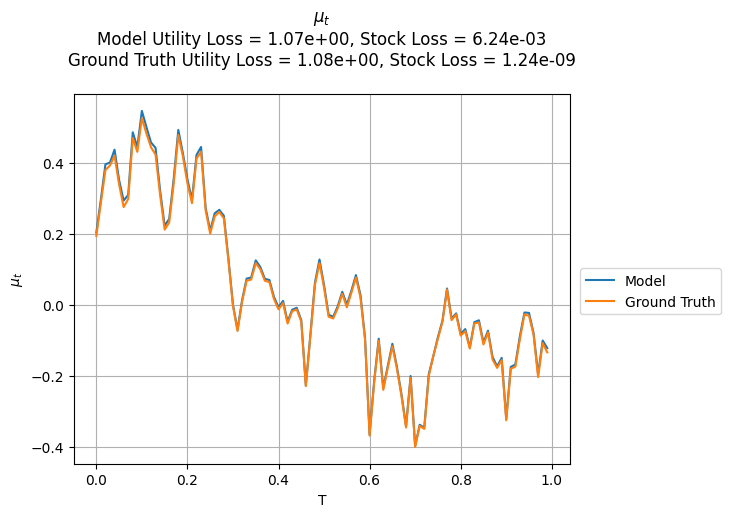 μt
Model Utility Loss = 1.07e+00, Stock Loss = 6.24e-03
Ground Truth Utility Loss = 1.08e+00, Stock Loss = 1.24e-09
0.4
0.2
0.0
−0.2
−0.4
μt
0.0 0.2 0.4 0.6 0.8 1.0
T
Model
Ground Truth